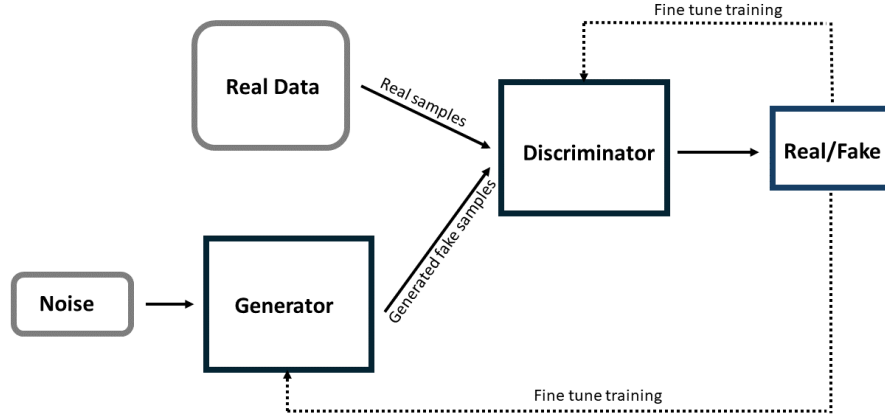 Fine tune training
Real Data
Real samples
Discriminator
Real/Fake
Generated fake samples
Noise
Generator
Fine tune training